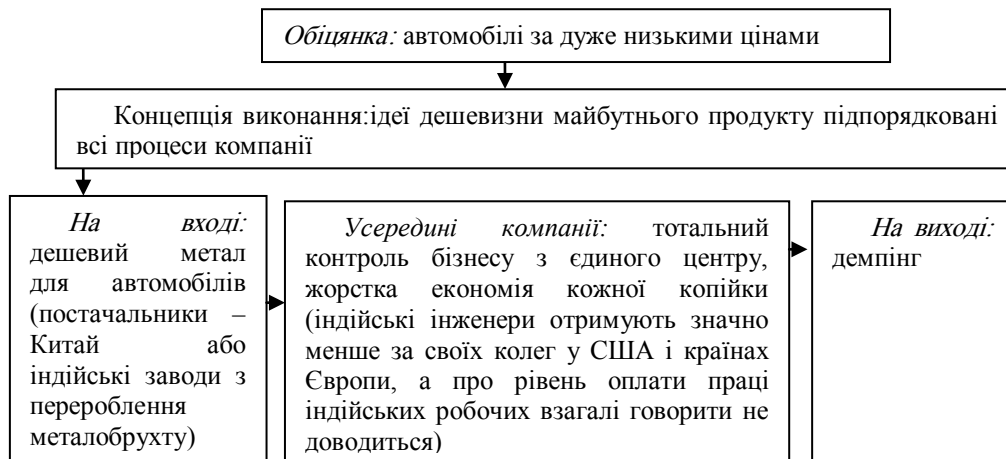 Обіцянка: автомобілі за дуже низькими цінами
Концепція виконання:ідеї дешевизни майбутнього продукту підпорядковані
всі процеси компанії
На вході:
дешевий метал
для автомобілів
(постачальники –
Китай або
індійські заводи з
перероблення
металобрухту)
Усередині компанії: тотальний
контроль бізнесу з єдиного центру,
жорстка економія кожної копійки
(індійські інженери отримують значно
менше за своїх колег у США і країнах
Європи, а про рівень оплати праці
індійських робочих взагалі говорити не
доводиться)
На виході:
демпінг